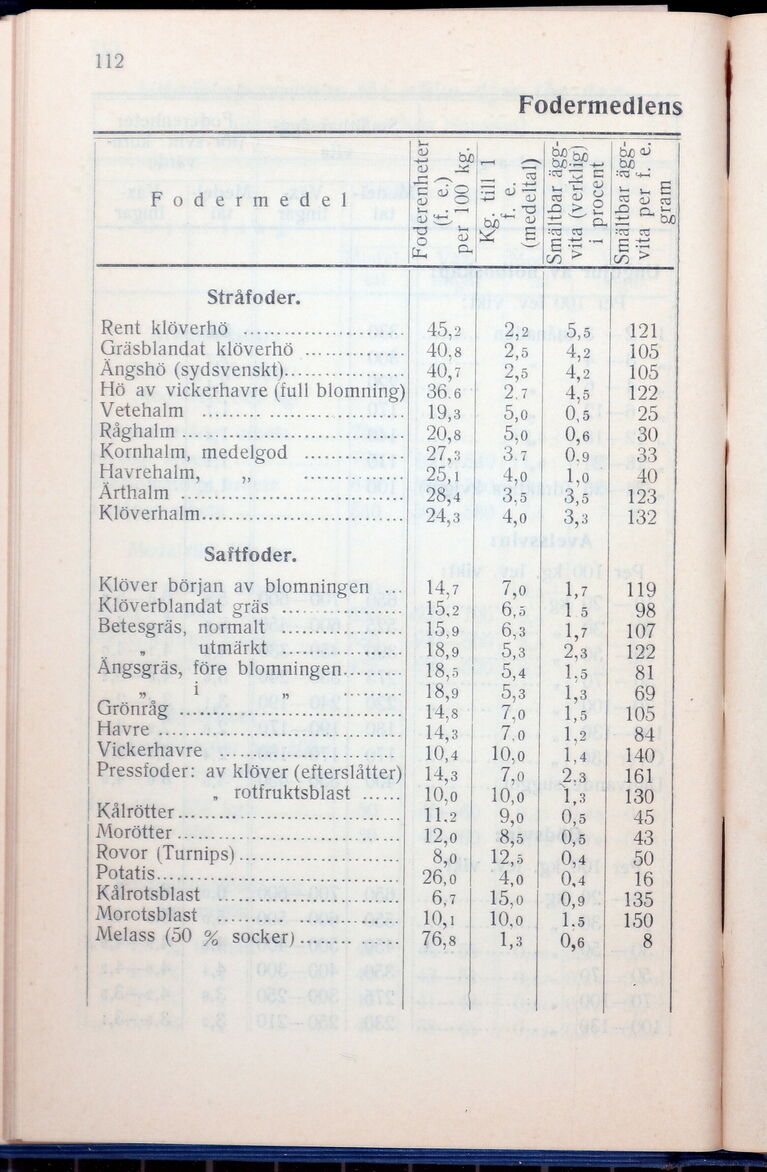 112
Fodermedlens
Fodermedel
Foderenheter (f. e.) per 100 kg.
Kg. till 1 f. e. (medeltal)
Smältbar ägg-vita (verklig) i procent
Smältbar ägg-vita per f. e. gram
Stråfoder.
Rent klöverhö 45,2 2,2 5,5 121
Gräsblandat klöverhö 40,8 2,5 4,2 105
Ängshö (sydsvenskt) 40,7 2,5 4,2 105
Hö av vickerhavre (full blomning) 36.6 2.7 4,5 122
Vetehalm 19,3 5,0 0,5 25
Råghalm 20,8 5,0 0,6 30
Kornhalm, medelgod 27,3 3.7 0.9 33
Havrehalm, „ 25,1 4,0 1,0 40
Ärthalm 28,4 3,5 3,5 123
Klöverhalm 24,3 4,0 3,3 132
Saftfoder.
Klöver början av blomningen 14,7 7,0 1,7 119
Klöverblandat gräs 15,2 6,5 1 5 98
Betesgräs, normalt 15,9 6,3 1,7 107
„ utmärkt 18,9 5,3 2,3 122
Ängsgräs, före blomningen 18,5 5,4 1,5 81
„ i „ 18,9 5,3 1,3 69
Grönråg 14,8 7,0 1,5 105
Havre 14,3 7,0 1,2 84
Vickerhavre 10,4 10,0 1,4 140
Pressfoder: av klöver (efterslåtter) 14,3 7,0 2,3 161
„ rotfruktsblast 10,0 10,0 1,3 130
Kålrötter 11,2 9,0 0,5 45
Morötter 12,0 8,5 0,5 43
Rovor (Turnips) 8,0 12,5 0,4 50
Potatis 26,0 4,0 0,4 16
Kålrotsblast 6,7 15,0 0,9 135
Morotsblast 10,1 10,0 1.5 150
Melass (50 % socker) 76,8 1,3 0,6 8